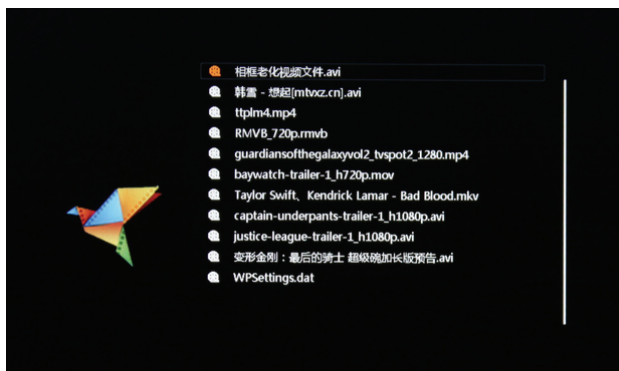 相框老化视频文件.avi
韩雪 - 想起[mtvxz.cn].avi
ttplm4.mp4
RMVB_720p.rmvb
guardiansofthegalaxyvol2_tvspot2_1280.mp4
baywatch-trailer-1_h720p.mov
Taylor Swift、Kendrick Lamar - Bad Blood.mkv
captain-underpants-trailer-1_h1080p.avi
justice-league-trailer-1_h1080p.avi
变形金刚：最后的骑士 超级碗加长版预告.avi
WPSettings.dat